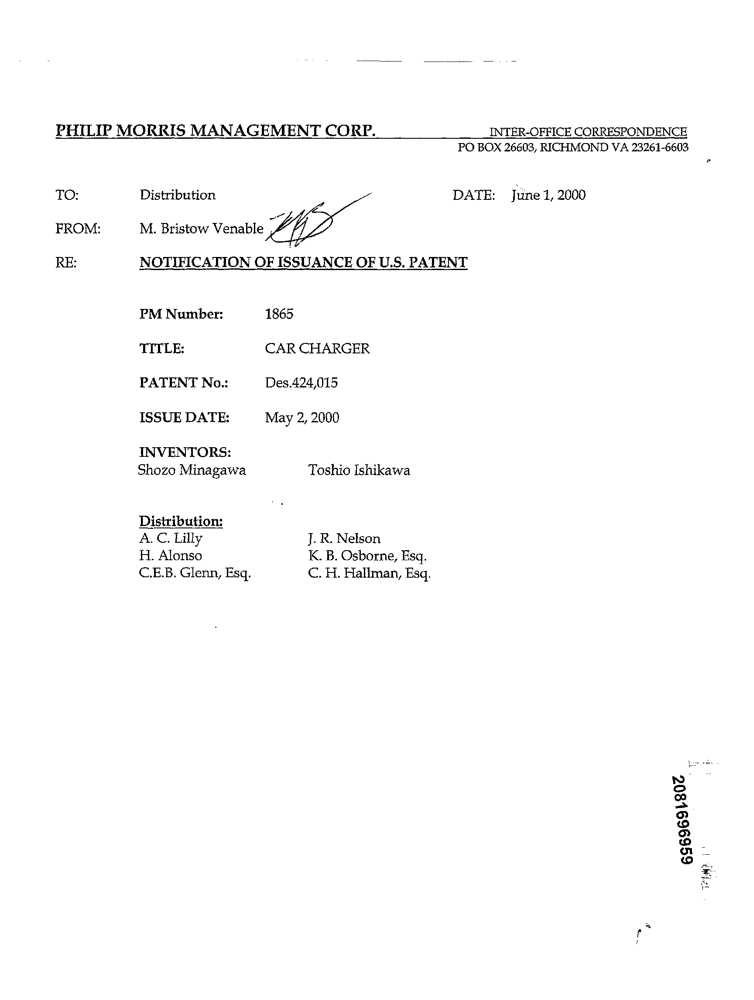 PHILIP MORRIS MANAGEMENT CORP. INTER-OFFICE CORRESPONDENCE
PO BOX 26603, RICHMOND VA 23261-6603
TO: Distribution DATE: June 1, 2000
FROM: M. Bristow Venable
RE: NOTIFICATION OF ISSUANCE OF U.S. PATENT
PM Number: 1865
TITLE: CAR CHARGER
PATENT No.: Des.424,015
ISSUE DATE: May 2, 2000
INVENTORS:
Shozo Minagawa Toshio Ishikawa
Distribution:
A. C. Lilly J. R. Nelson
H. Alonso K. B. Osborne, Esq.
C.E.B. Glenn, Esq. C. H. Hallman, Esq.
2081696959